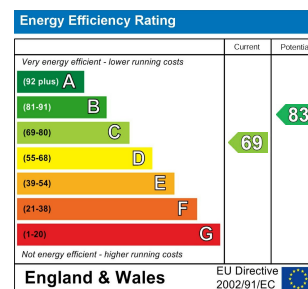 Energy Efficiency Rating
Current Potentia
Very energy efficient - lower running costs
(92 plus) A
(81-91) B
83
(69-80) C
69
(55-68) D
(39-54) E
(21-38) F
(1-20) G
Not energy efficient - higher running costs
England & Wales
EU Directive
2002/91/EC